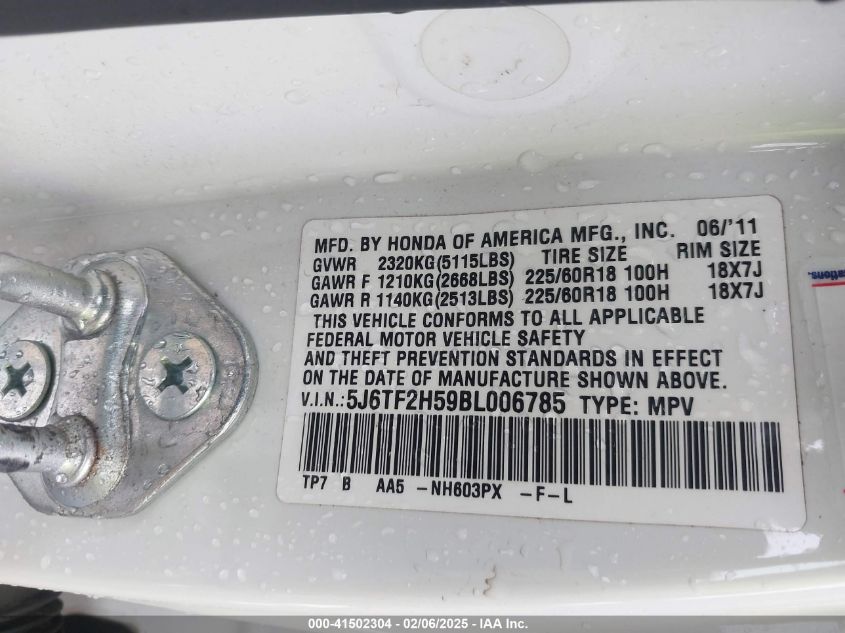 MFD. BY HONDA OF AMERICA MFG., INC. 06/'11
GVWR 2320KG(5115LBS) TIRE SIZE RIM SIZE
GAWR F 1210KG(2668LBS) 225/60R18 100H 18X7J
GAWR R 1140KG(2513LBS) 225/60R18 100H 18X7J
THIS VEHICLE CONFORMS TO ALL APPLICABLE
FEDERAL MOTOR VEHICLE SAFETY
AND THEFT PREVENTION STANDARDS IN EFFECT
ON THE DATE OF MANUFACTURE SHOWN ABOVE.
V.I.N.: 5J6TF2H59BL006785 TYPE: MPV
TP7 B AA5 -NH603PX -F-L
000-41502304 | 02/06/2025 - IAA Inc.